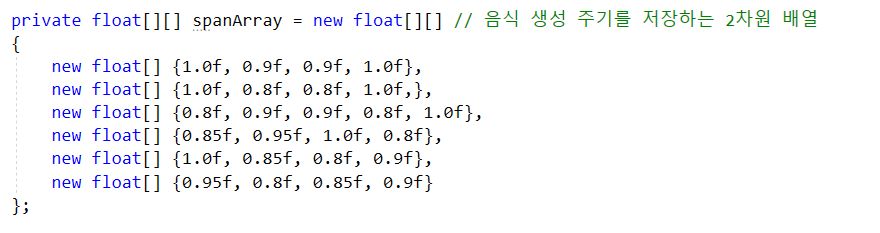 private float[][] spanArray = new float[][] // 음식 생성 주기를 저장하는 2차원 배열
{
    new float[] {1.0f, 0.9f, 0.9f, 1.0f},
    new float[] {1.0f, 0.8f, 0.8f, 1.0f,},
    new float[] {0.8f, 0.9f, 0.9f, 0.8f, 1.0f},
    new float[] {0.85f, 0.95f, 1.0f, 0.8f},
    new float[] {1.0f, 0.85f, 0.8f, 0.9f},
    new float[] {0.95f, 0.8f, 0.85f, 0.9f}
};